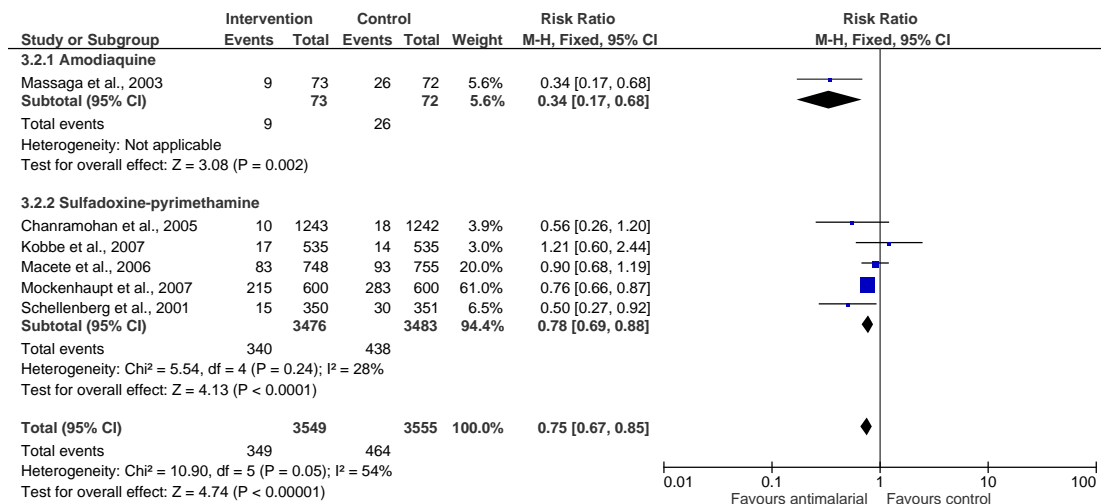 Intervention Control Risk Ratio Risk Ratio
Study or Subgroup Events Total Events Total Weight M-H, Fixed, 95% CI M-H, Fixed, 95% CI
3.2.1 Amodiaquine
Massaga et al., 2003 9 73 26 72 5.6% 0.34 [0.17, 0.68]
Subtotal (95% CI) 73 72 5.6% 0.34 [0.17, 0.68]
Total events 9 26
Heterogeneity: Not applicable
Test for overall effect: Z = 3.08 (P = 0.002)
3.2.2 Sulfadoxine-pyrimethamine
Chanramohan et al., 2005 10 1243 18 1242 3.9% 0.56 [0.26, 1.20]
Kobbe et al., 2007 17 535 14 535 3.0% 1.21 [0.60, 2.44]
Macete et al., 2006 83 748 93 755 20.0% 0.90 [0.68, 1.19]
Mockenhaupt et al., 2007 215 600 283 600 61.0% 0.76 [0.66, 0.87]
Schellenberg et al., 2001 15 350 30 351 6.5% 0.50 [0.27, 0.92]
Subtotal (95% CI) 3476 3483 94.4% 0.78 [0.69, 0.88]
Total events 340 438
Heterogeneity: Chi² = 5.54, df = 4 (P = 0.24); I² = 28%
Test for overall effect: Z = 4.13 (P < 0.0001)
Total (95% CI) 3549 3555 100.0% 0.75 [0.67, 0.85]
Total events 349 464
Heterogeneity: Chi² = 10.90, df = 5 (P = 0.05); I² = 54%
Test for overall effect: Z = 4.74 (P < 0.00001)
0.01 0.1 1 10 100
Favours antimalarial Favours control